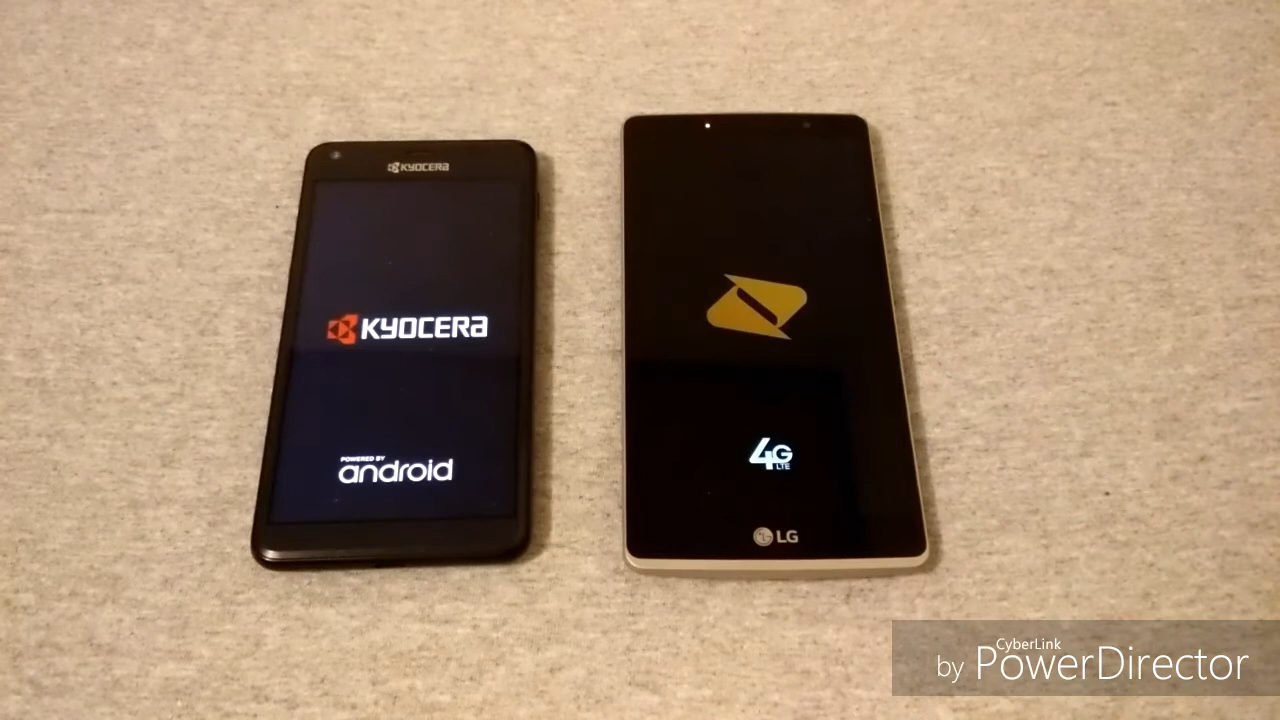 KYOCERA
KYOCERA
POWERED BY
android
4G
LTE
LG
CyberLink
by PowerDirector